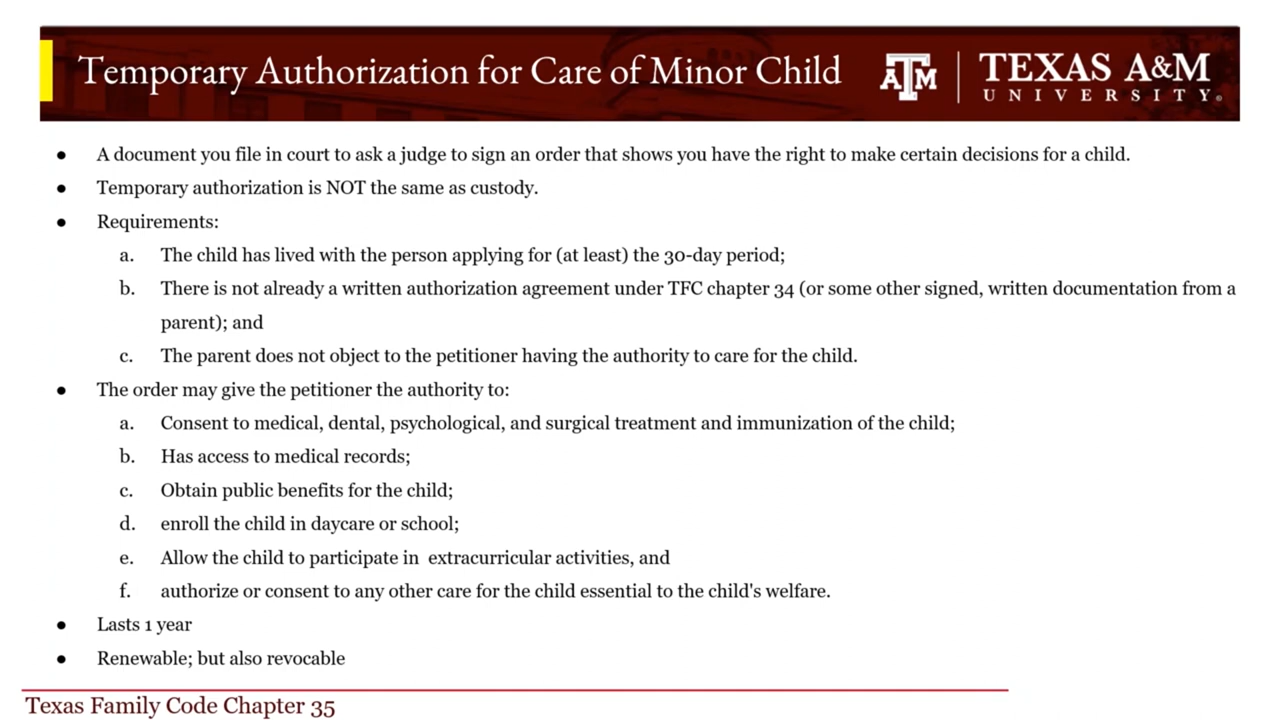 Temporary Authorization for Care of Minor Child
ATM
TEXAS A&M
UNIVERSITY®
● A document you file in court to ask a judge to sign an order that shows you have the right to make certain decisions for a child.
● Temporary authorization is NOT the same as custody.
● Requirements:
a. The child has lived with the person applying for (at least) the 30-day period;
b. There is not already a written authorization agreement under TFC chapter 34 (or some other signed, written documentation from a
parent); and
c. The parent does not object to the petitioner having the authority to care for the child.
● The order may give the petitioner the authority to:
a. Consent to medical, dental, psychological, and surgical treatment and immunization of the child;
b. Has access to medical records;
c. Obtain public benefits for the child;
d. enroll the child in daycare or school;
e. Allow the child to participate in  extracurricular activities, and
f. authorize or consent to any other care for the child essential to the child's welfare.
● Lasts 1 year
● Renewable; but also revocable
Texas Family Code Chapter 35